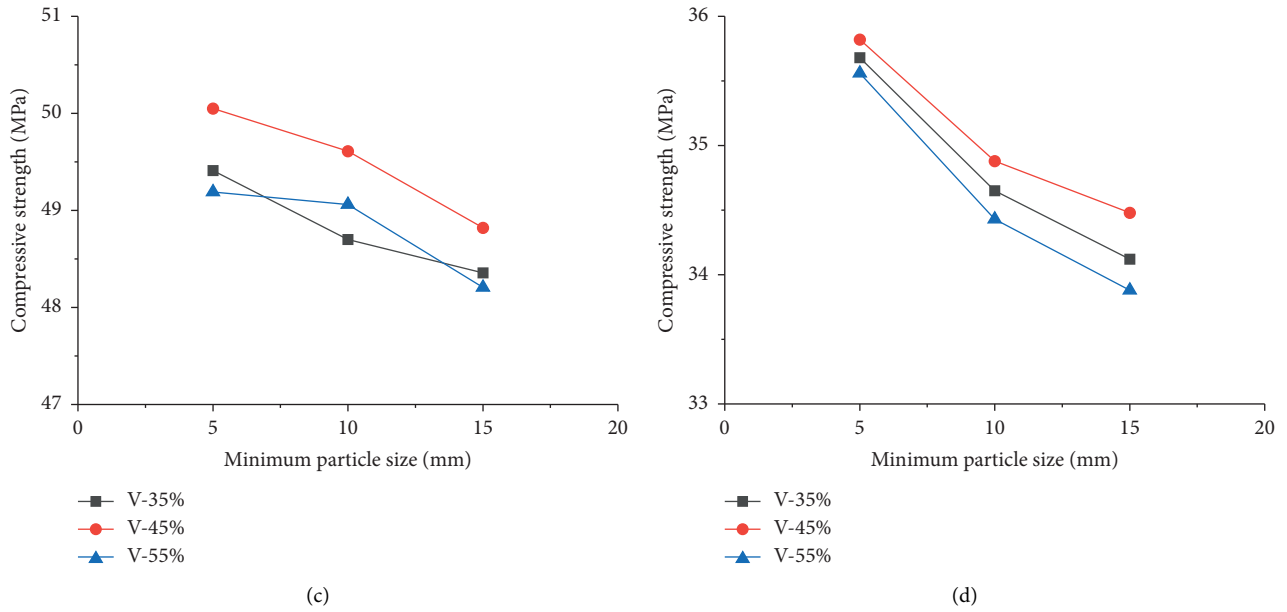 51
50
49
48
47
Compressive strength (MPa)
0 5 10 15 20
Minimum particle size (mm)
V-35%
V-45%
V-55%
(c)
36
35
34
33
Compressive strength (MPa)
0 5 10 15 20
Minimum particle size (mm)
V-35%
V-45%
V-55%
(d)